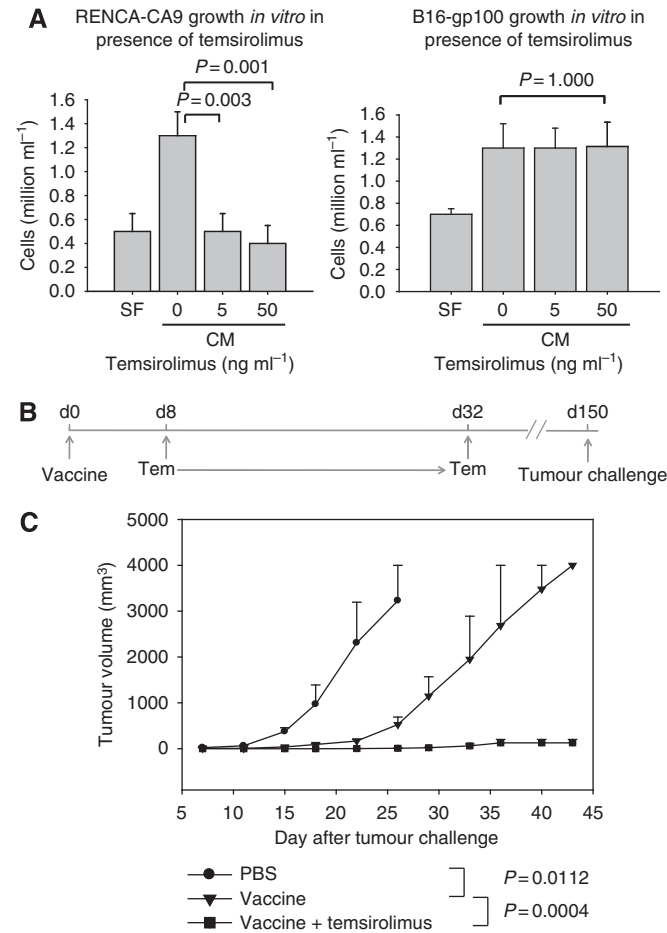 A
RENCA-CA9 growth in vitro in
presence of temsirolimus
P = 0.001
P = 0.003
Cells (million ml⁻¹)
1.6
1.4
1.2
1.0
0.8
0.6
0.4
0.2
0.0
SF 0 5 50
CM
Temsirolimus (ng ml⁻¹)
B16-gp100 growth in vitro in
presence of temsirolimus
P = 1.000
Cells (million ml⁻¹)
1.6
1.4
1.2
1.0
0.8
0.6
0.4
0.2
0.0
SF 0 5 50
CM
Temsirolimus (ng ml⁻¹)
B
d0 d8 d32 d150
Vaccine Tem Tem Tumour challenge
C
Tumour volume (mm³)
5000
4000
3000
2000
1000
0
5 10 15 20 25 30 35 40 45
Day after tumour challenge
PBS
Vaccine
Vaccine + temsirolimus
P = 0.0112
P = 0.0004